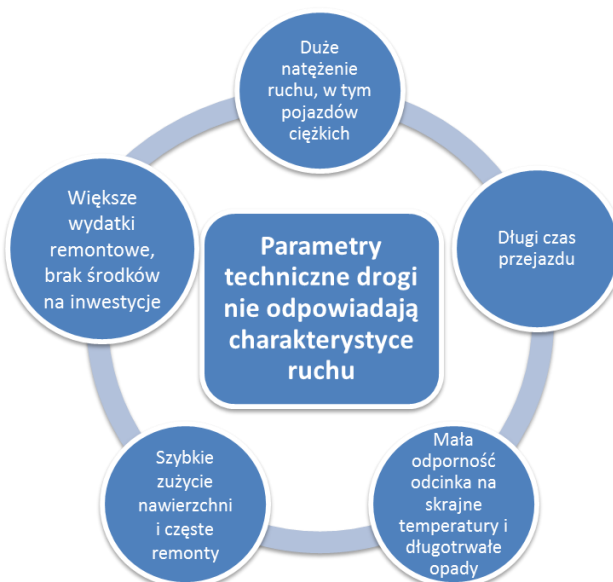 Duże
natężenie
ruchu, w tym
pojazdów
ciężkich
Długi czas
przejazdu
Mała
odporność
odcinka na
skrajne
temperatury i
długotrwałe
opady
Szybkie
zużycie
nawierzchni
i częste
remonty
Większe
wydatki
remontowe,
brak środków
na inwestycje
Parametry
techniczne drogi
nie odpowiadają
charakterystyce
ruchu